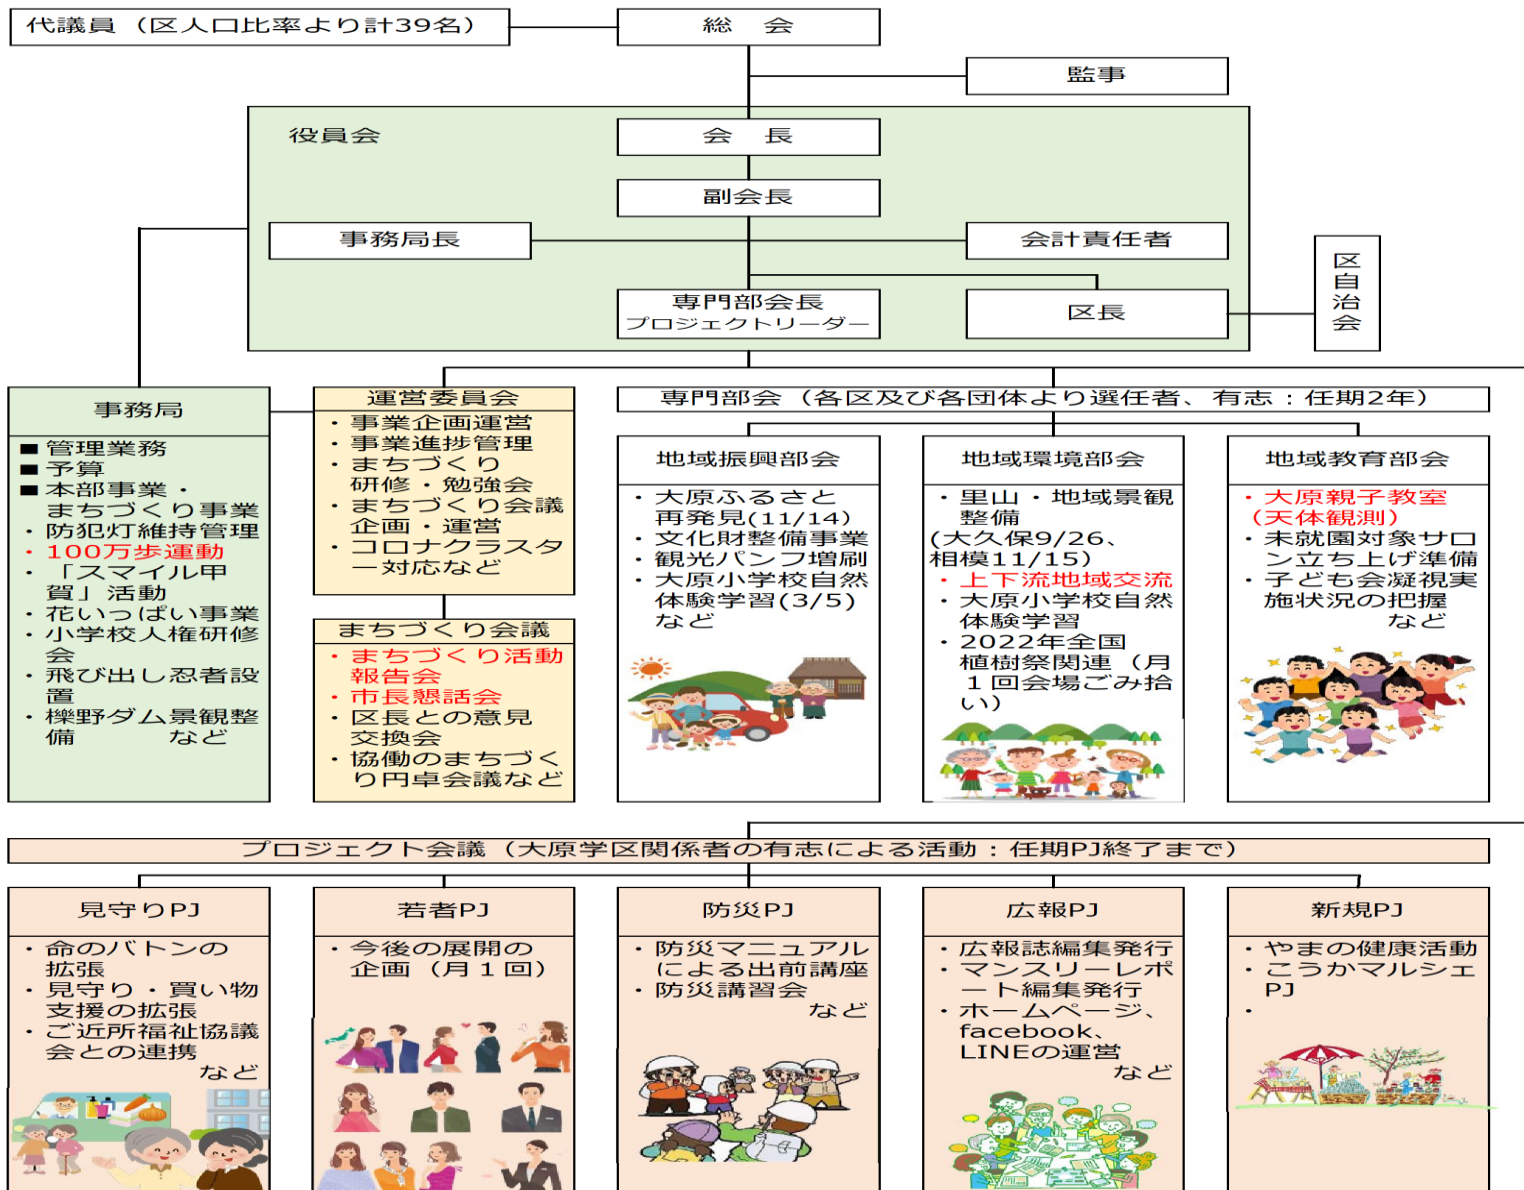 代議員（区人口比率より計39名）
総　会
監事
役員会
会　長
副会長
事務局長
会計責任者
専門部会長
プロジェクトリーダー
区長
区自治会
事務局
■管理業務
■予算
■本部事業・
まちづくり事業
・防犯灯維持管理
・100万歩運動
・「スマイル甲
賀」活動
・花いっぱい事業
・小学校人権研修
会
・飛び出し忍者設
置
・櫟野ダム景観整
備　　　　など
運営委員会
・事業企画運営
・事業進捗管理
・まちづくり
研修・勉強会
・まちづくり会議
企画・運営
・コロナクラスタ
ー対応など
まちづくり会議
・まちづくり活動
報告会
・市長懇話会
・区長との意見
交換会
・協働のまちづく
り円卓会議など
専門部会（各区及び各団体より選任者、有志：任期2年）
地域振興部会
・大原ふるさと
再発見(11/14)
・文化財整備事業
・観光パンフ増刷
・大原小学校自然
体験学習(3/5)
など
地域環境部会
・里山・地域景観
整備
(大久保9/26、
相模11/15）
・上下流地域交流
・大原小学校自然
体験学習
・2022年全国
植樹祭関連（月
１回会場ごみ拾
い）
地域教育部会
・大原親子教室
（天体観測）
・未就園対象サロ
ン立ち上げ準備
・子ども会凝視実
施状況の把握
など
プロジェクト会議（大原学区関係者の有志による活動：任期PJ終了まで）
見守りPJ
・命のバトンの
拡張
・見守り・買い物
支援の拡張
・ご近所福祉協議
会との連携
など
若者PJ
・今後の展開の
企画（月１回）
防災PJ
・防災マニュアル
による出前講座
・防災講習会
など
広報PJ
・広報誌編集発行
・マンスリーレポ
ート編集発行
・ホームページ、
facebook、
LINEの運営
など
新規PJ
・やまの健康活動
・こうかマルシェ
PJ
・